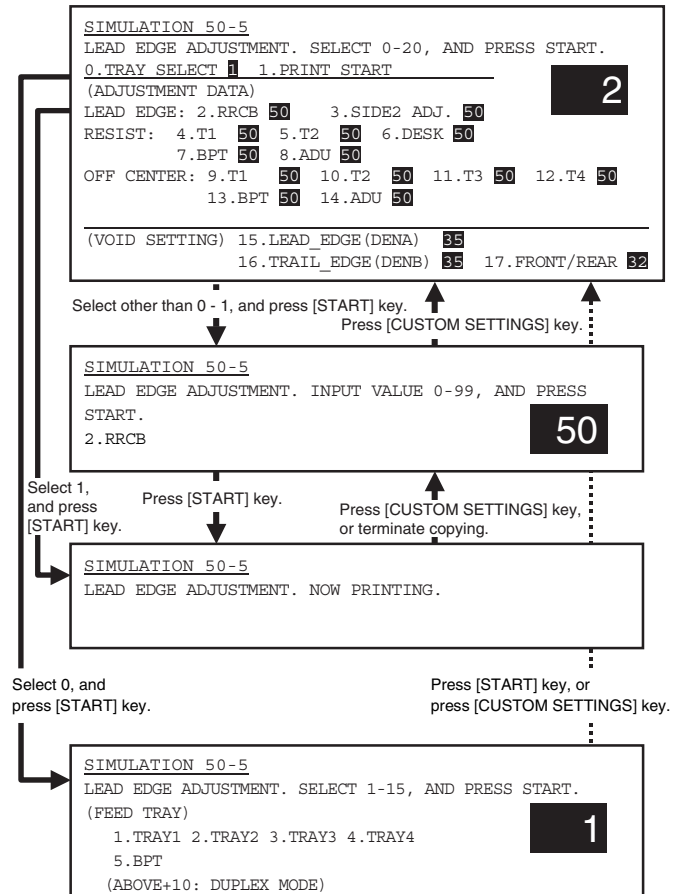 SIMULATION 50-5
LEAD EDGE ADJUSTMENT. SELECT 0-20, AND PRESS START.
0.TRAY SELECT 1 1.PRINT START
2
(ADJUSTMENT DATA)
LEAD EDGE: 2.RRCB 50 3.SIDE2 ADJ. 50
RESIST: 4.T1 50 5.T2 50 6.DESK 50
7.BPT 50 8.ADU 50
OFF CENTER: 9.T1 50 10.T2 50 11.T3 50 12.T4 50
13.BPT 50 14.ADU 50
(VOID SETTING) 15.LEAD_EDGE(DENA) 35
16.TRAIL_EDGE(DENB) 35 17.FRONT/REAR 32
Select other than 0 - 1, and press [START] key.
Press [CUSTOM SETTINGS] key.
SIMULATION 50-5
LEAD EDGE ADJUSTMENT. INPUT VALUE 0-99, AND PRESS
START.
2.RRCB
50
Select 1,
and press
[START] key.
Press [START] key.
Press [CUSTOM SETTINGS] key,
or terminate copying.
SIMULATION 50-5
LEAD EDGE ADJUSTMENT. NOW PRINTING.
Select 0, and
press [START] key.
Press [START] key, or
press [CUSTOM SETTINGS] key.
SIMULATION 50-5
LEAD EDGE ADJUSTMENT. SELECT 1-15, AND PRESS START.
(FEED TRAY)
1.TRAY1 2.TRAY2 3.TRAY3 4.TRAY4
5.BPT
1
(ABOVE+10: DUPLEX MODE)